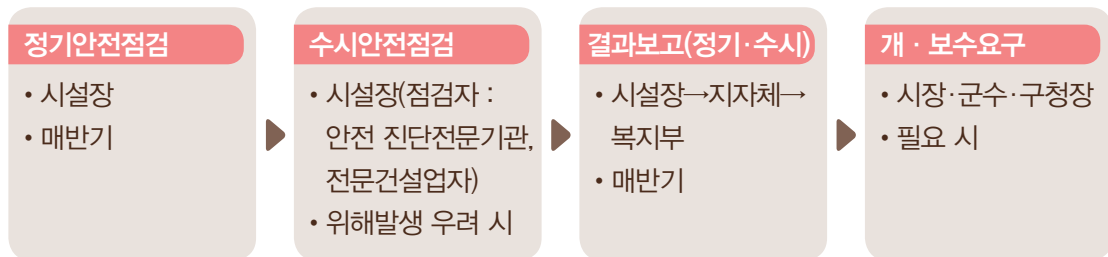 정기안전점검
• 시설장
• 매반기
수시안전점검
• 시설장(점검자 :
안전 진단전문기관,
전문건설업자)
• 위해발생 우려 시
결과보고(정기·수시)
• 시설장→지자체→
복지부
• 매반기
개 · 보수요구
• 시장·군수·구청장
• 필요 시